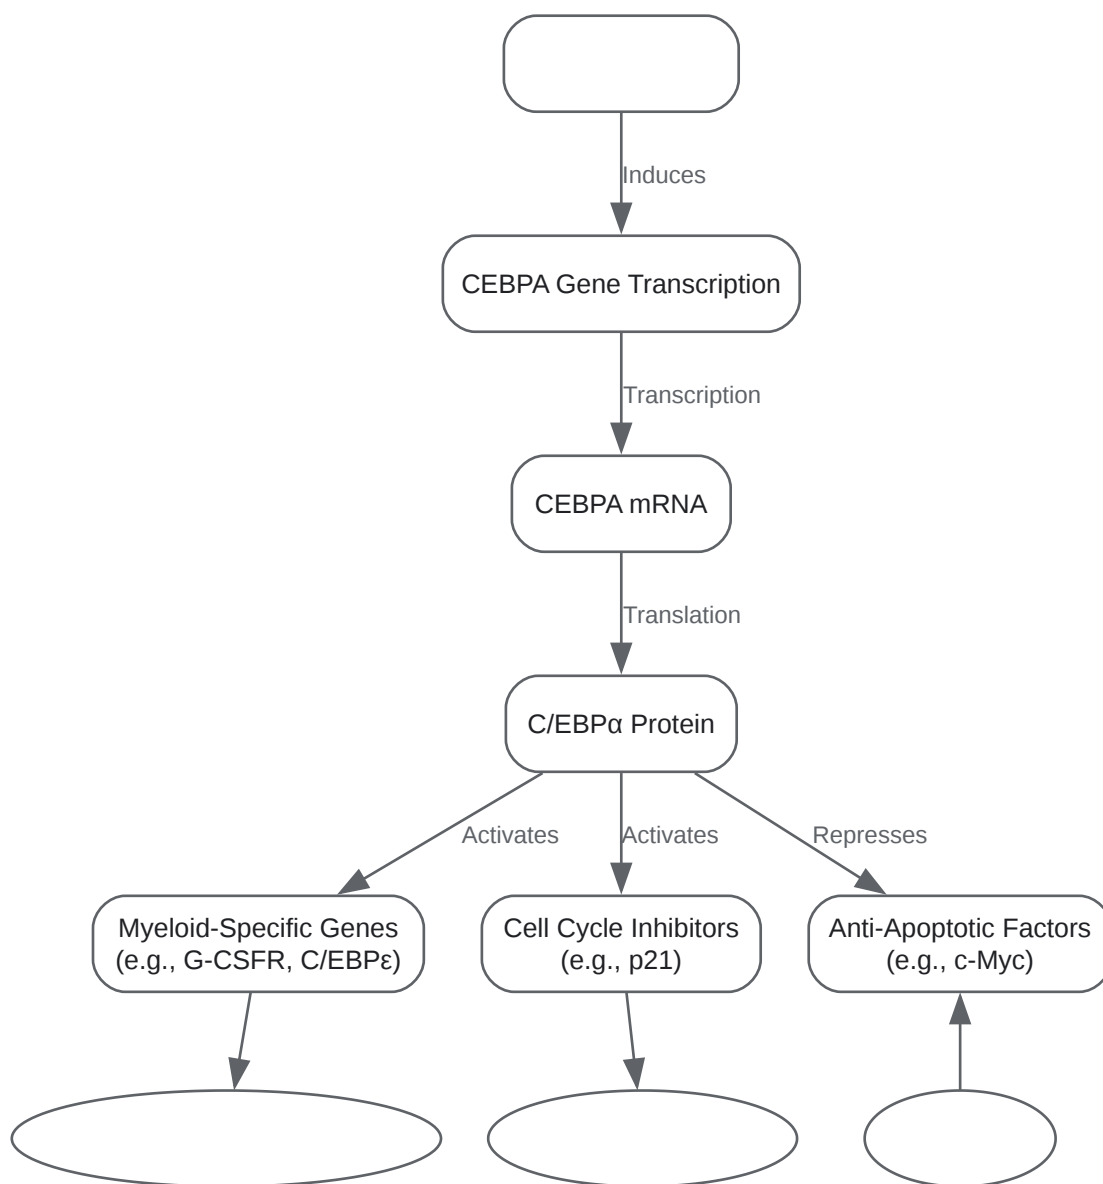 Induces
CEBPA Gene Transcription
Transcription
CEBPA mRNA
Translation
C/EBPα Protein
Activates
Activates
Represses
Myeloid-Specific Genes
(e.g., G-CSFR, C/EBPε)
Cell Cycle Inhibitors
(e.g., p21)
Anti-Apoptotic Factors
(e.g., c-Myc)